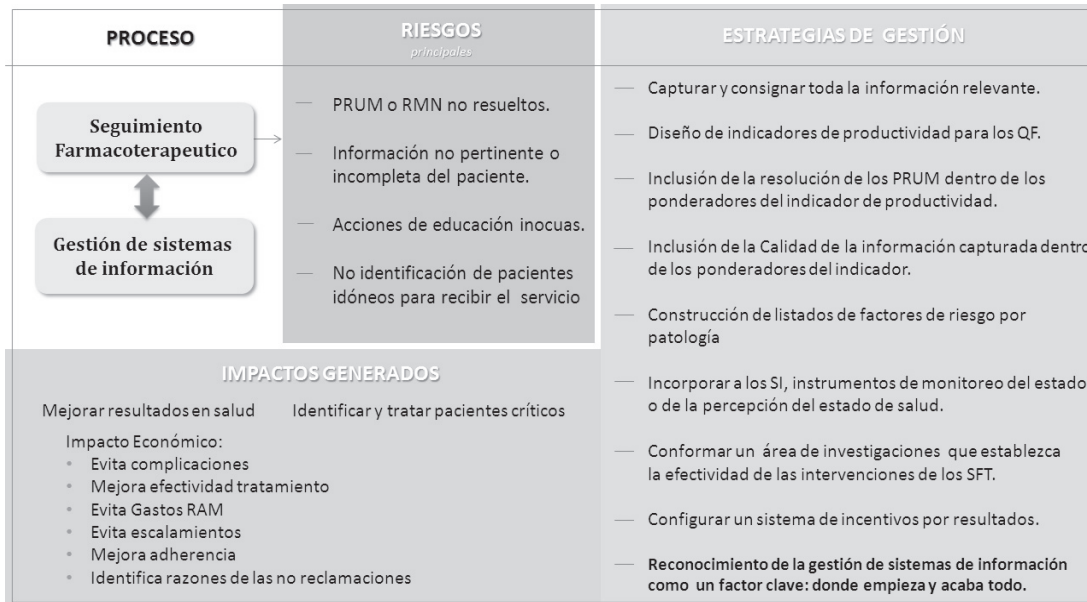 PROCESO
Seguimiento
Farmacoterapeutico
Gestión de sistemas
de información
RIESGOS
principales
— PRUM o RMN no resueltos.
— Información no pertinente o
incompleta del paciente.
— Acciones de educación inocuas.
— No identificación de pacientes
idóneos para recibir el servicio
ESTRATEGIAS DE GESTIÓN
— Capturar y consignar toda la información relevante.
— Diseño de indicadores de productividad para los QF.
— Inclusión de la resolución de los PRUM dentro de los
ponderadores del indicador de productividad.
— Inclusión de la Calidad de la información capturada dentro
de los ponderadores del indicador.
— Construcción de listados de factores de riesgo por
patología
— Incorporar a los SI, instrumentos de monitoreo del estado
o de la percepción del estado de salud.
— Conformar un área de investigaciones que establezca
la efectividad de las intervenciones de los SFT.
— Configurar un sistema de incentivos por resultados.
— Reconocimiento de la gestión de sistemas de información
como un factor clave: donde empieza y acaba todo.
IMPACTOS GENERADOS
Mejorar resultados en salud Identificar y tratar pacientes críticos
Impacto Económico:
• Evita complicaciones
• Mejora efectividad tratamiento
• Evita Gastos RAM
• Evita escalamientos
• Mejora adherencia
• Identifica razones de las no reclamaciones